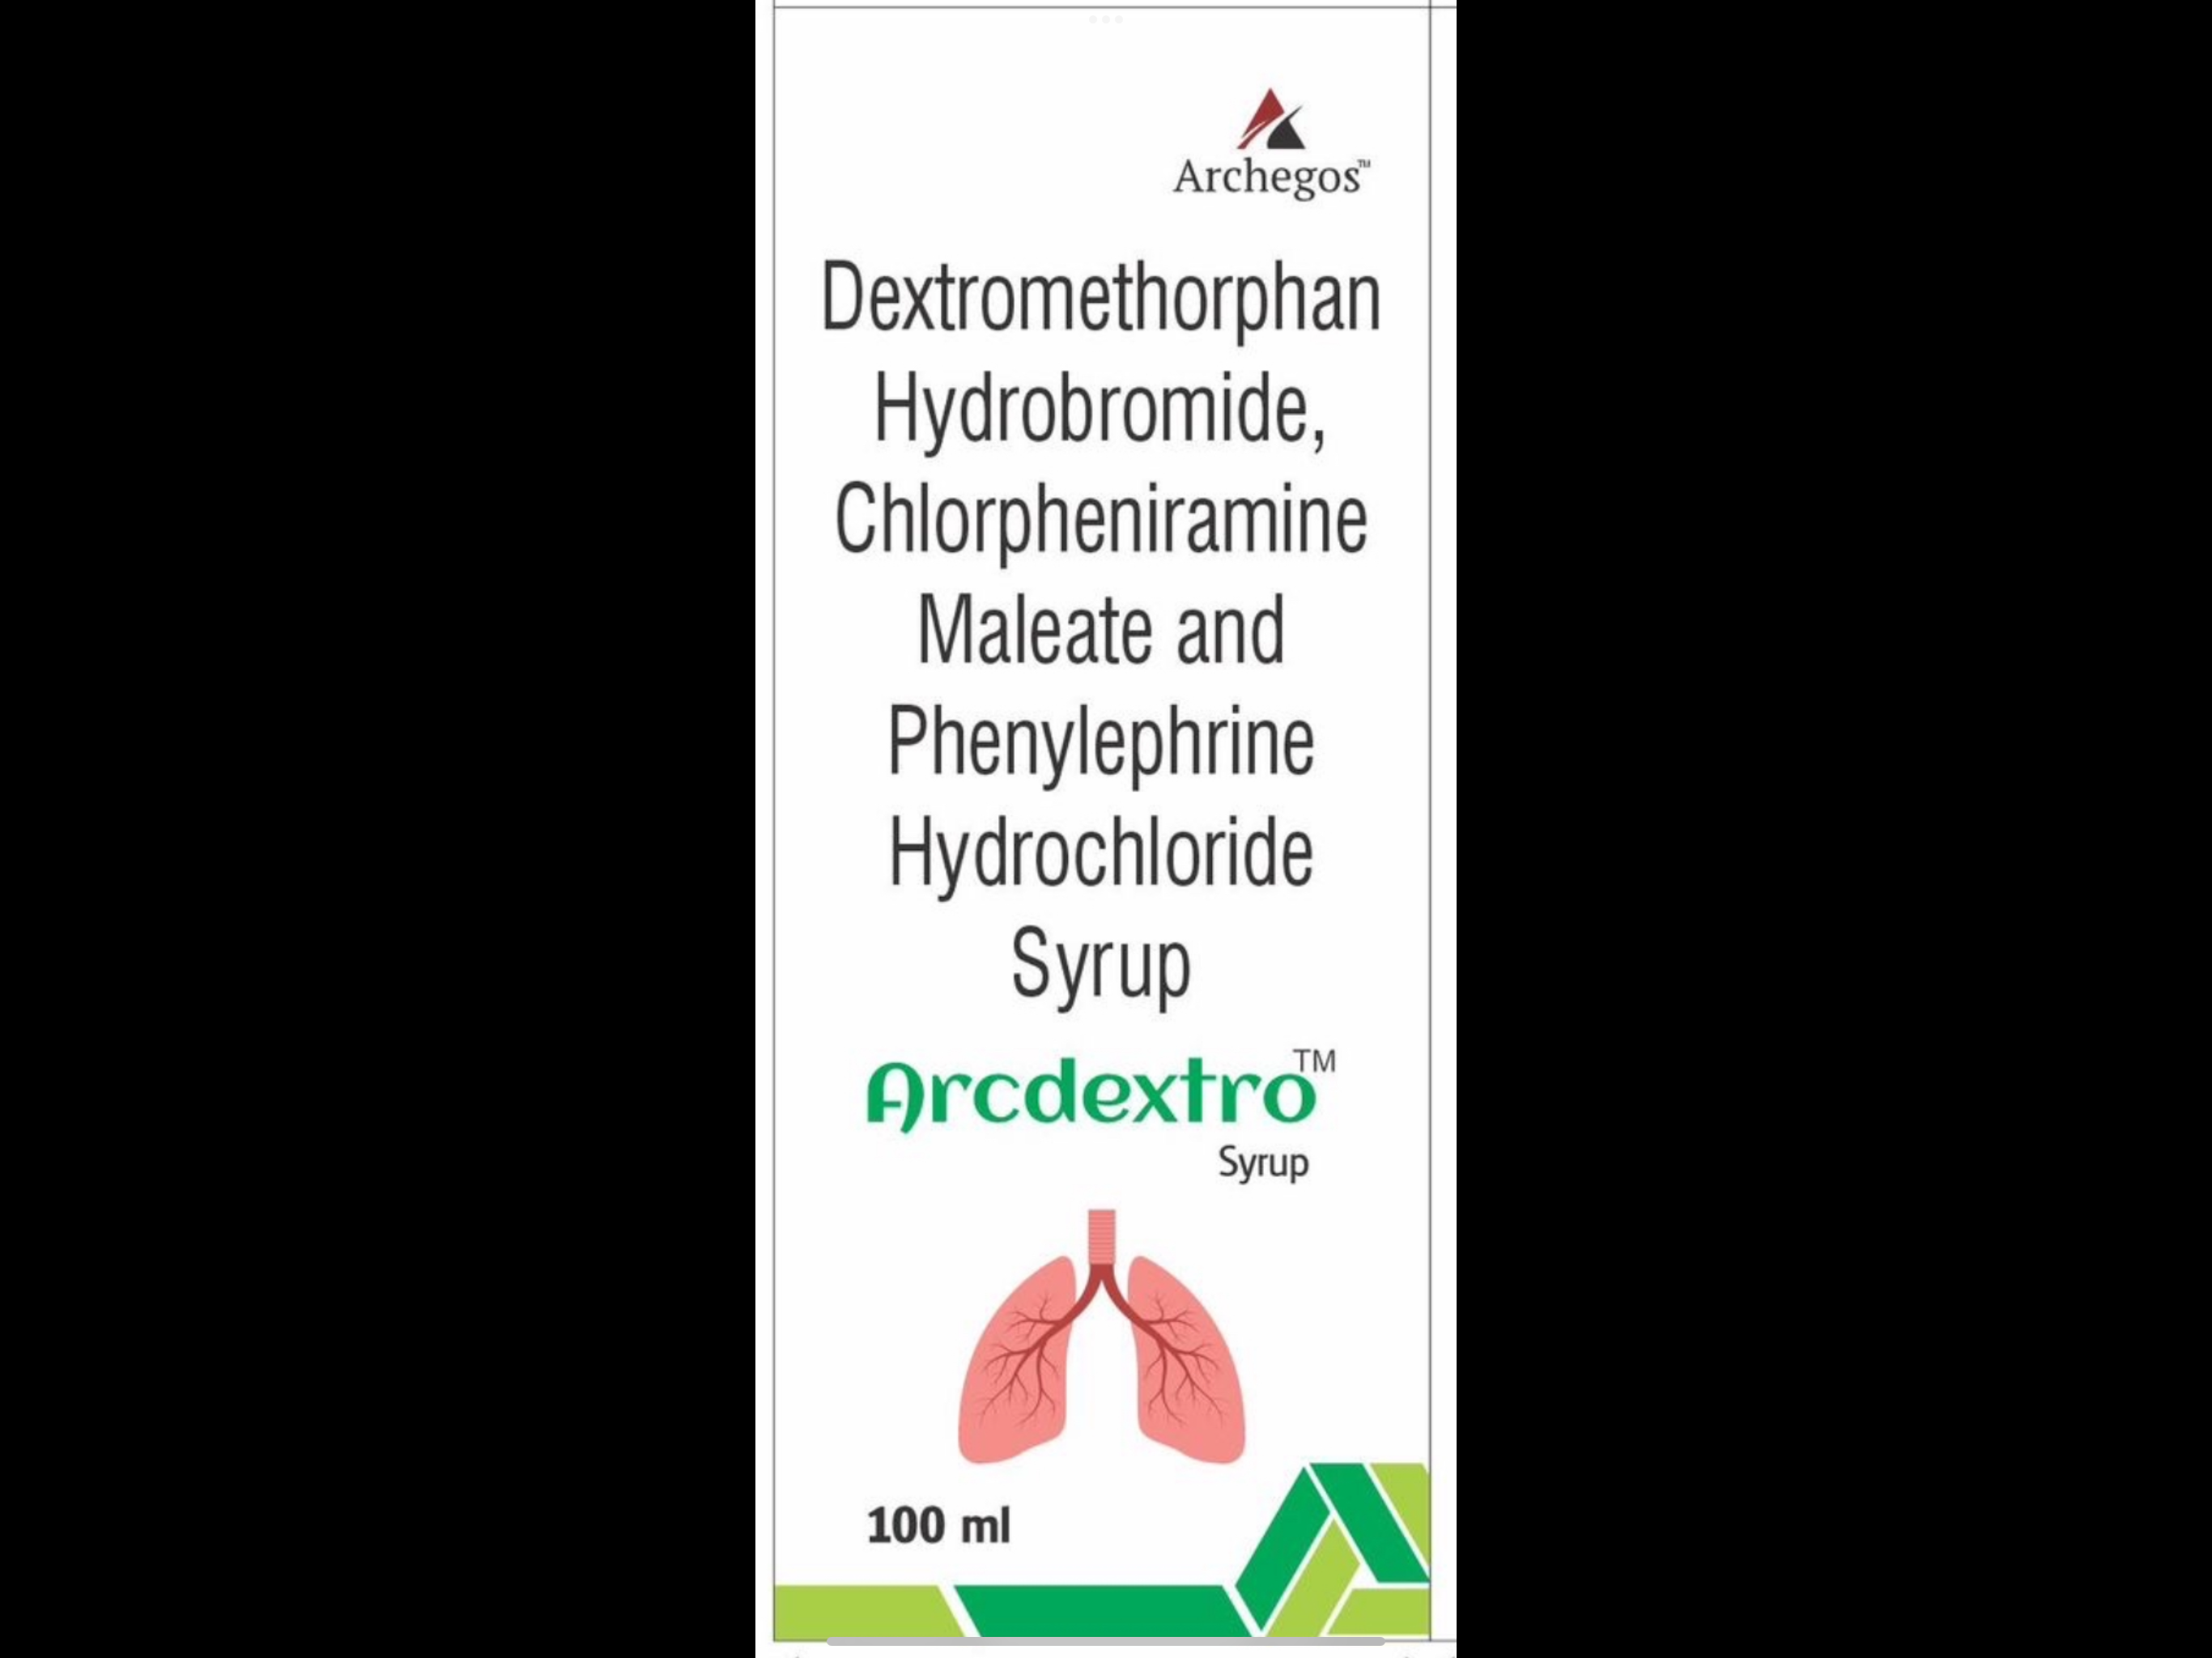 Archegos™
Dextromethorphan
Hydrobromide,
Chlorpheniramine
Maleate and
Phenylephrine
Hydrochloride
Syrup
Arcdextro™
Syrup
100 ml